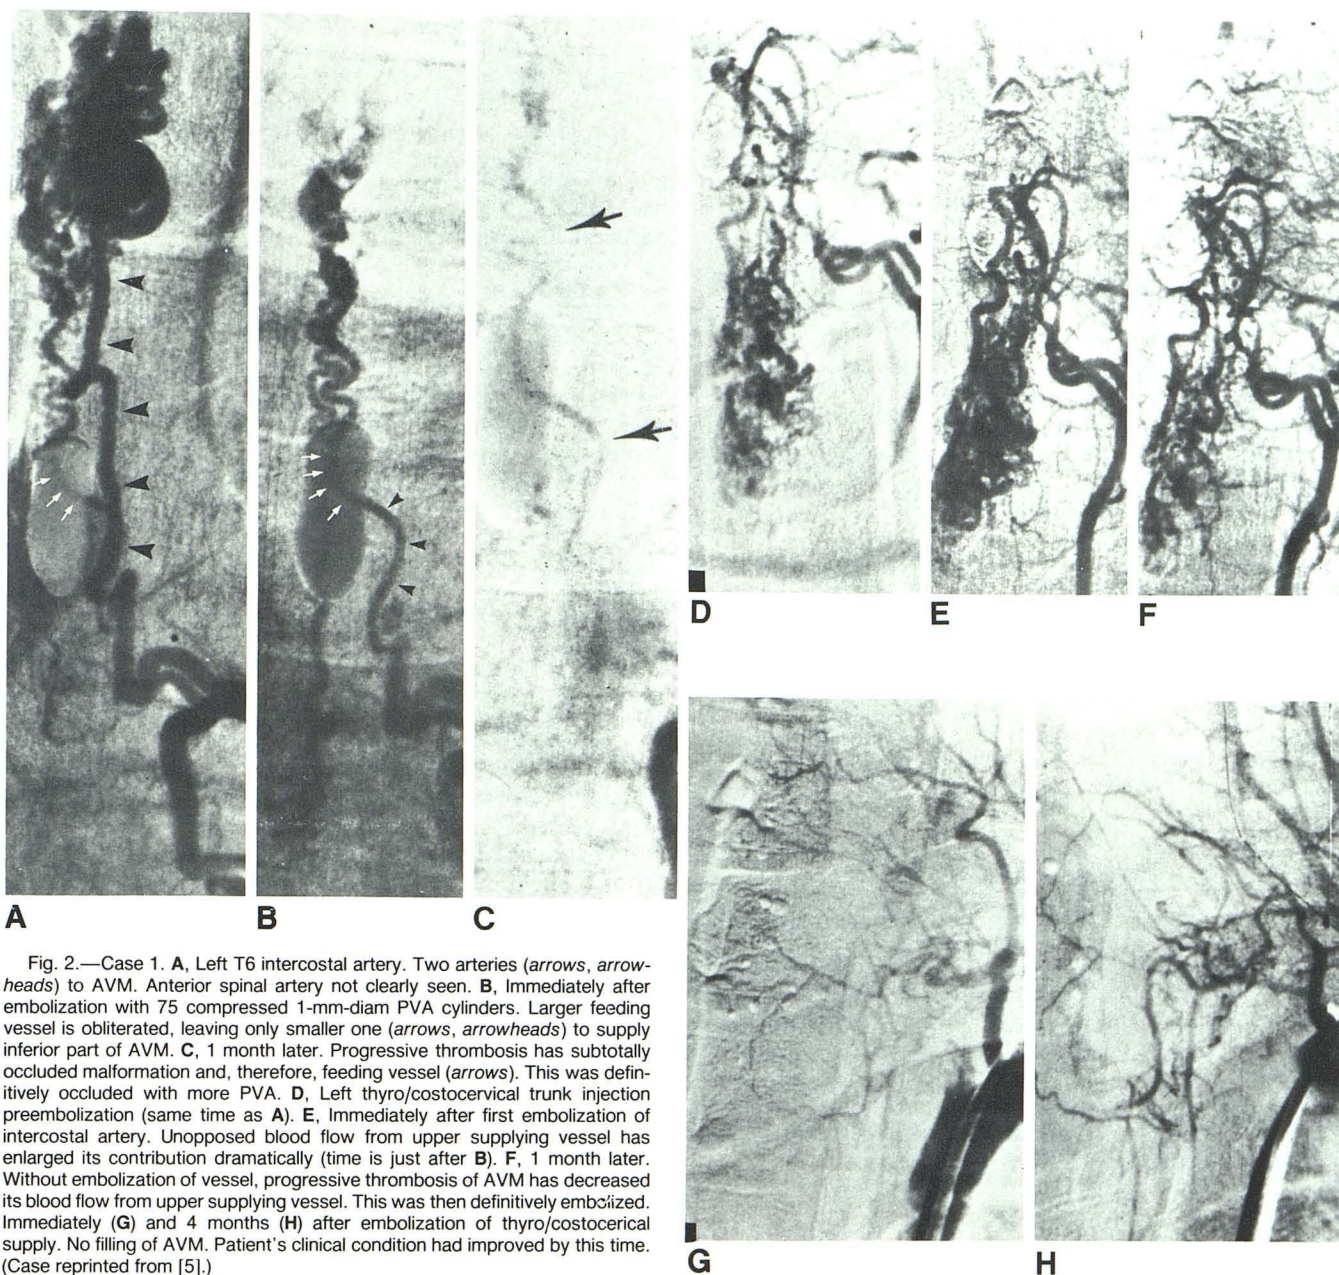 D
E
F
A
B
C
Fig. 2.—Case 1. A, Left T6 intercostal artery. Two arteries (arrows, arrow-
heads) to AVM. Anterior spinal artery not clearly seen. B, Immediately after
embolization with 75 compressed 1-mm-diam PVA cylinders. Larger feeding
vessel is obliterated, leaving only smaller one (arrows, arrowheads) to supply
inferior part of AVM. C, 1 month later. Progressive thrombosis has subtotally
occluded malformation and, therefore, feeding vessel (arrows). This was defin-
itively occluded with more PVA. D, Left thyro/costocervical trunk injection
preembolization (same time as A). E, Immediately after first embolization of
intercostal artery. Unopposed blood flow from upper supplying vessel has
enlarged its contribution dramatically (time is just after B). F, 1 month later.
Without embolization of vessel, progressive thrombosis of AVM has decreased
its blood flow from upper supplying vessel. This was then definitively embolized.
Immediately (G) and 4 months (H) after embolization of thyro/costocerical
supply. No filling of AVM. Patient's clinical condition had improved by this time.
(Case reprinted from [5].)
G
H